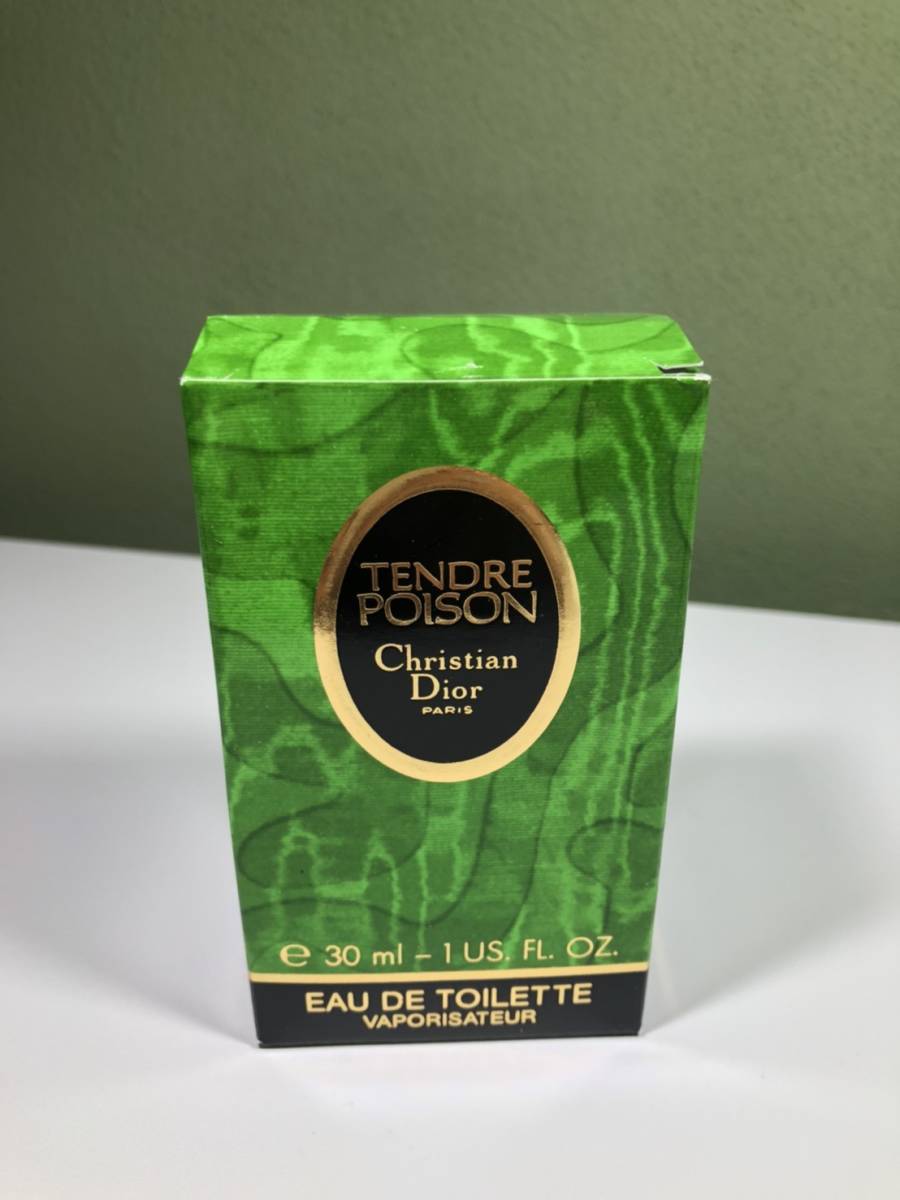 TENDRE
POISON
Christian
Dior
PARIS
℮ 30 ml – 1 US. FL. OZ.
EAU DE TOILETTE
VAPORISATEUR